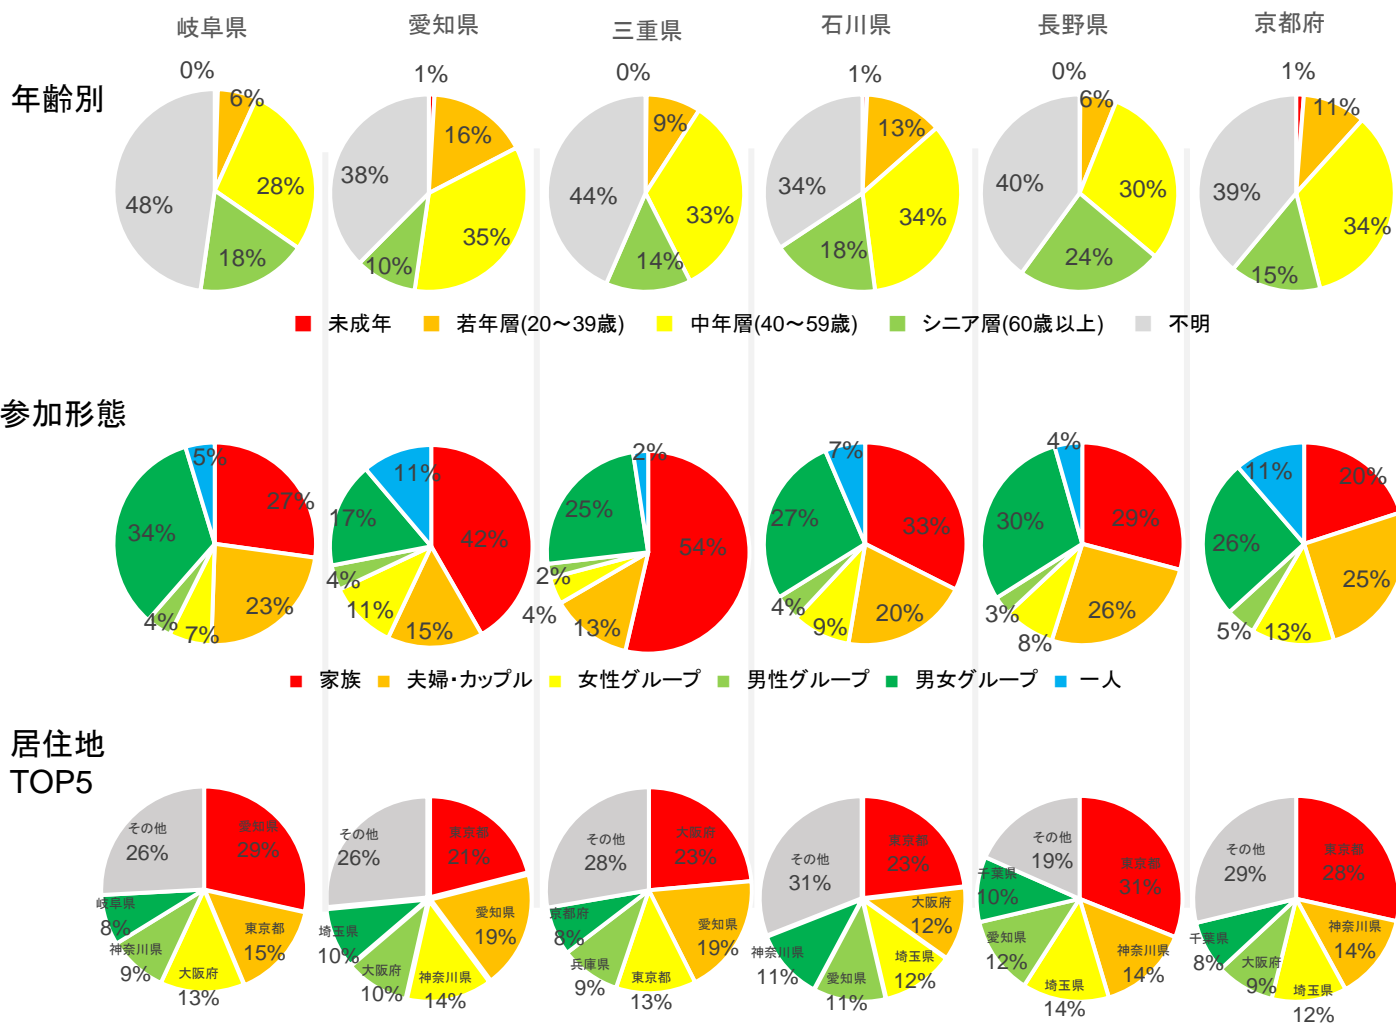 岐阜県
愛知県
三重県
石川県
長野県
京都府
年齢別
0%
6%
28%
18%
48%
1%
16%
35%
10%
38%
0%
9%
33%
14%
44%
1%
13%
34%
18%
34%
0%
6%
30%
24%
40%
1%
11%
34%
15%
39%
未成年 若年層(20～39歳) 中年層(40～59歳) シニア層(60歳以上) 不明
参加形態
27%
23%
7%
4%
34%
5%
42%
15%
11%
4%
17%
11%
54%
13%
4%
2%
25%
2%
33%
20%
9%
4%
27%
7%
29%
26%
8%
3%
30%
4%
20%
25%
13%
5%
26%
11%
家族 夫婦・カップル 女性グループ 男性グループ 男女グループ 一人
居住地
TOP5
愛知県
29%
東京都
15%
大阪府
13%
神奈川県
9%
岐阜県
8%
その他
26%
東京都
21%
愛知県
19%
神奈川県
14%
大阪府
10%
埼玉県
10%
その他
26%
大阪府
23%
愛知県
19%
東京都
13%
兵庫県
9%
京都府
8%
その他
28%
東京都
23%
大阪府
12%
埼玉県
12%
愛知県
11%
神奈川県
11%
その他
31%
東京都
31%
神奈川県
14%
埼玉県
14%
愛知県
12%
千葉県
10%
その他
19%
東京都
28%
神奈川県
14%
埼玉県
12%
大阪府
9%
千葉県
8%
その他
29%